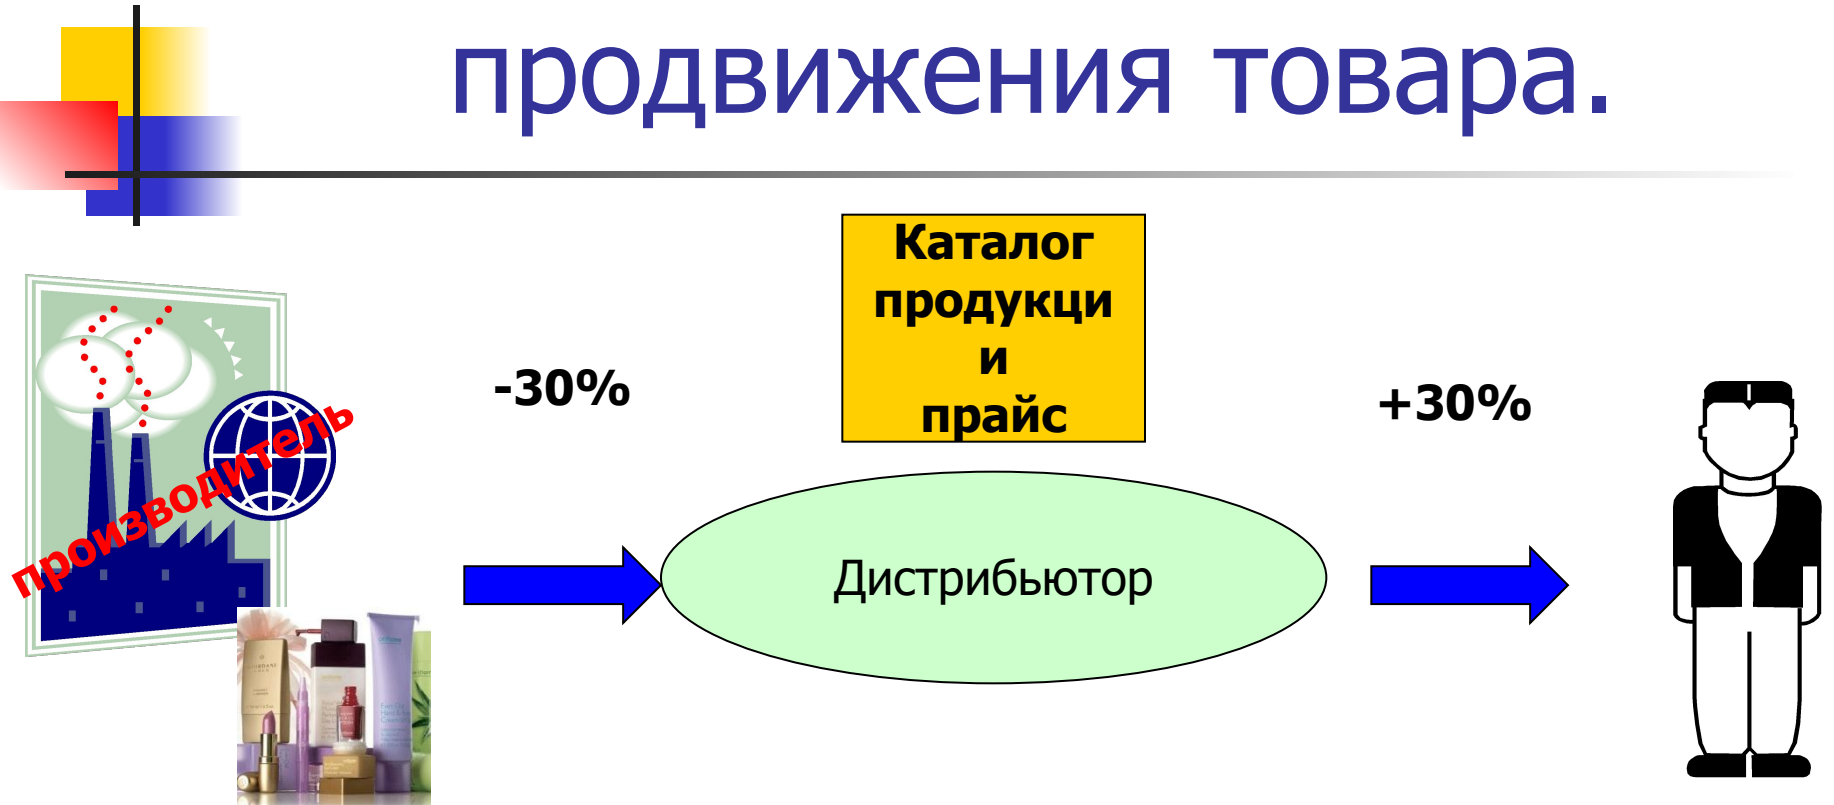 продвижения товара.
Каталог
продукци
и
прайс
-30%
+30%
производитель
Дистрибьютор